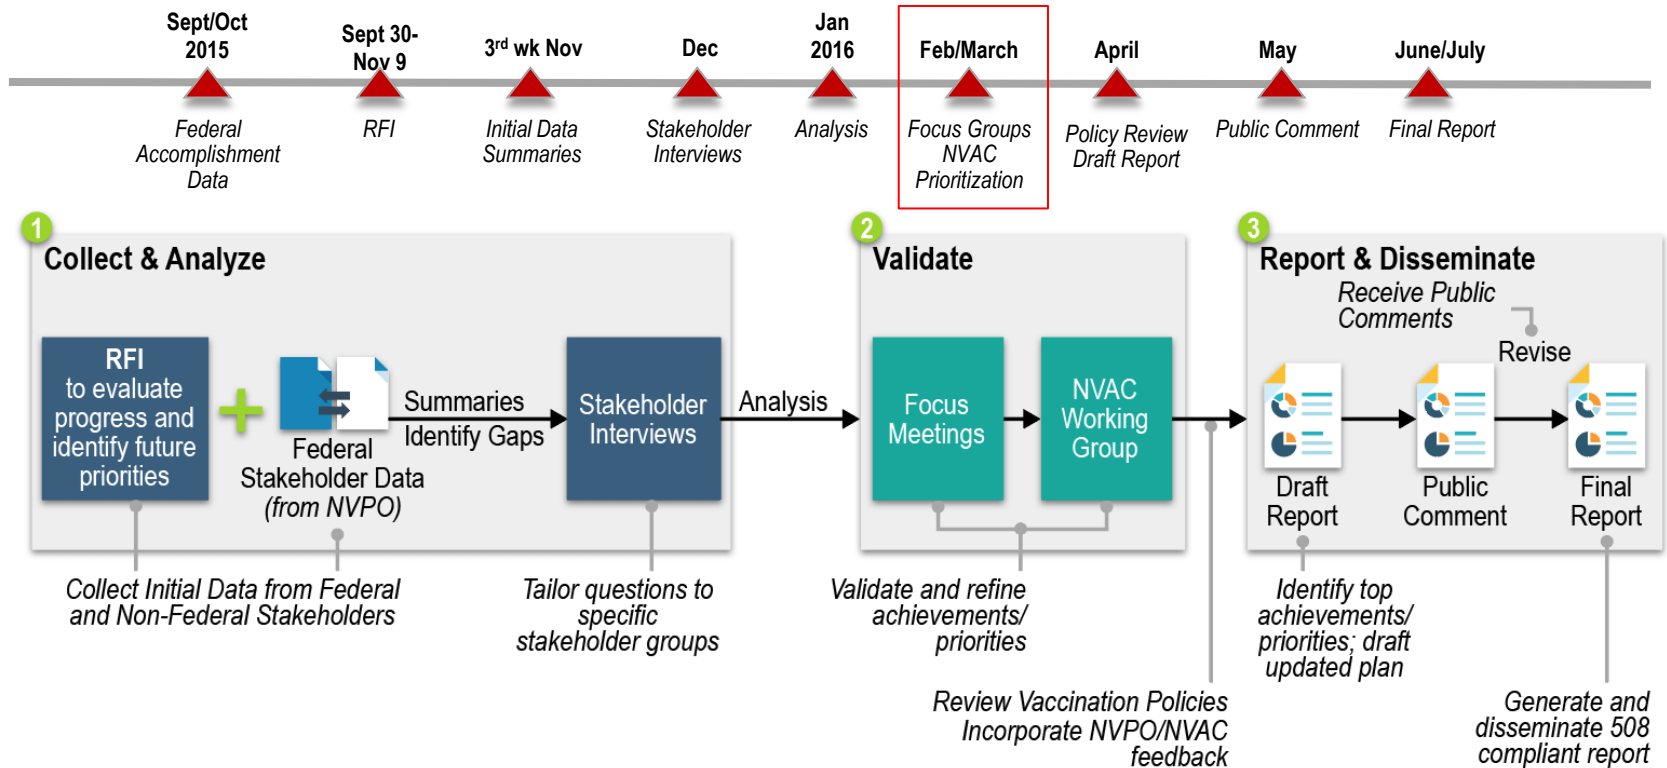 Sept/Oct
2015
Sept 30-
Nov 9
3rd wk Nov
Dec
Jan
2016
Feb/March
April
May
June/July
Federal
Accomplishment
Data
RFI
Initial Data
Summaries
Stakeholder
Interviews
Analysis
Focus Groups
NVAC
Prioritization
Policy Review
Draft Report
Public Comment
Final Report
1
Collect & Analyze
RFI
to evaluate
progress and
identify future
priorities
Federal
Stakeholder Data
(from NVPO)
Summaries
Identify Gaps
Stakeholder
Interviews
Analysis
Collect Initial Data from Federal
and Non-Federal Stakeholders
Tailor questions to
specific
stakeholder groups
2
Validate
Focus
Meetings
NVAC
Working
Group
Validate and refine
achievements/
priorities
Review Vaccination Policies
Incorporate NVPO/NVAC
feedback
3
Report & Disseminate
Receive Public
Comments
Revise
Draft
Report
Public
Comment
Final
Report
Identify top
achievements/
priorities; draft
updated plan
Generate and
disseminate 508
compliant report